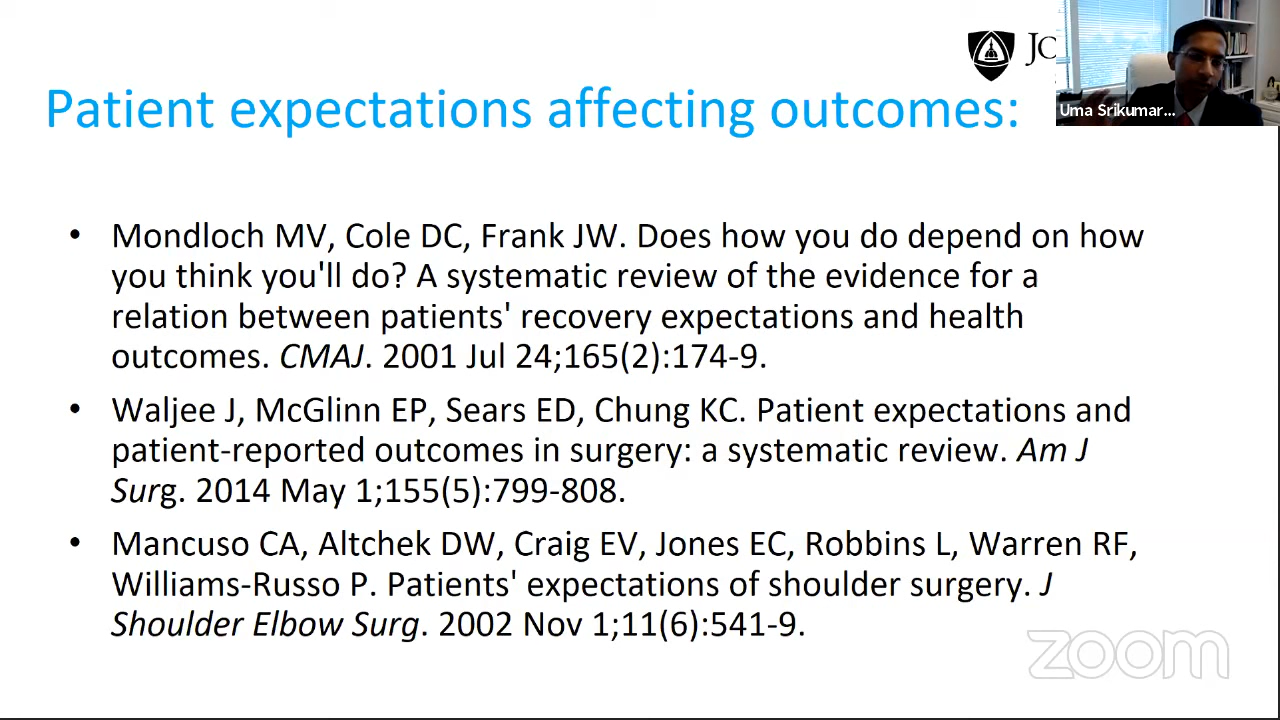 JO
Patient expectations affecting outcomes:
Uma Srikumar...
• Mondloch MV, Cole DC, Frank JW. Does how you do depend on how
you think you'll do? A systematic review of the evidence for a
relation between patients' recovery expectations and health
outcomes. CMAJ. 2001 Jul 24;165(2):174-9.
• Waljee J, McGlinn EP, Sears ED, Chung KC. Patient expectations and
patient-reported outcomes in surgery: a systematic review. Am J
Surg. 2014 May 1;155(5):799-808.
• Mancuso CA, Altchek DW, Craig EV, Jones EC, Robbins L, Warren RF,
Williams-Russo P. Patients' expectations of shoulder surgery. J
Shoulder Elbow Surg. 2002 Nov 1;11(6):541-9.
zoom